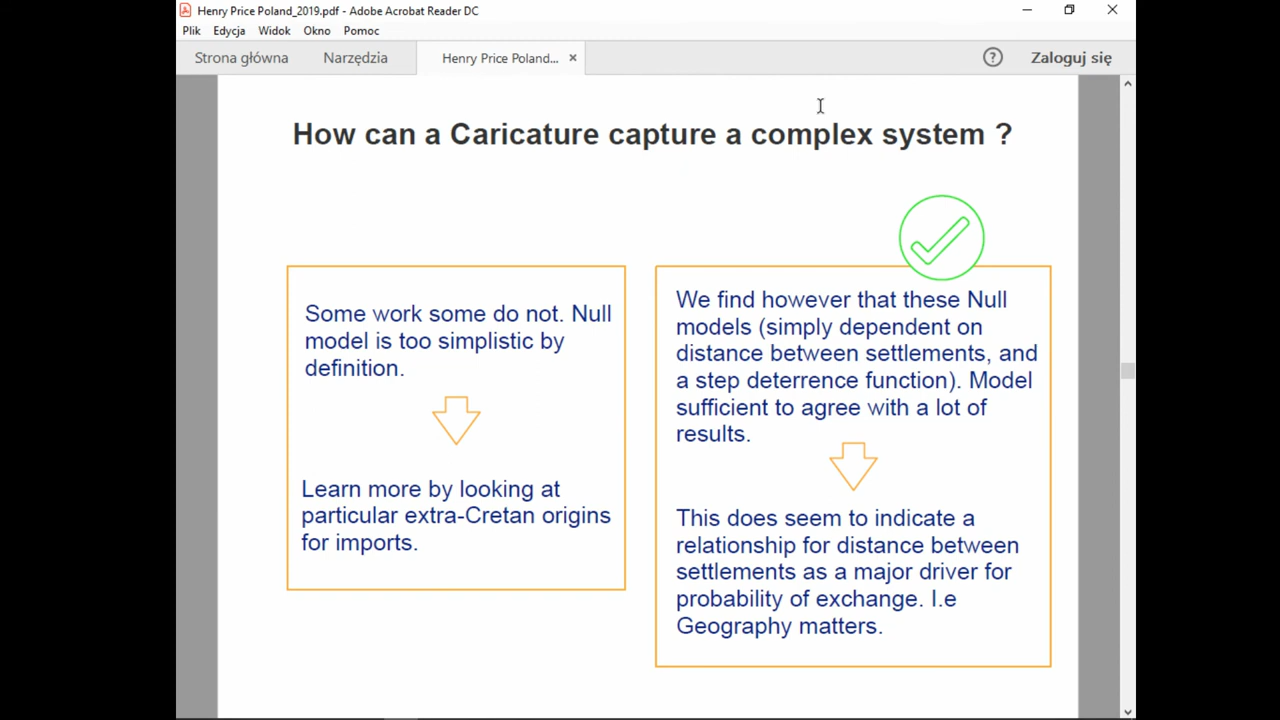 Henry Price Poland_2019.pdf - Adobe Acrobat Reader DC
Plik Edycja Widok Okno Pomoc
Strona główna Narzędzia Henry Price Poland... × ? Zaloguj się
How can a Caricature capture a complex system ?
Some work some do not. Null
model is too simplistic by
definition.
Learn more by looking at
particular extra-Cretan origins
for imports.
We find however that these Null
models (simply dependent on
distance between settlements, and
a step deterrence function). Model
sufficient to agree with a lot of
results.
This does seem to indicate a
relationship for distance between
settlements as a major driver for
probability of exchange. I.e
Geography matters.